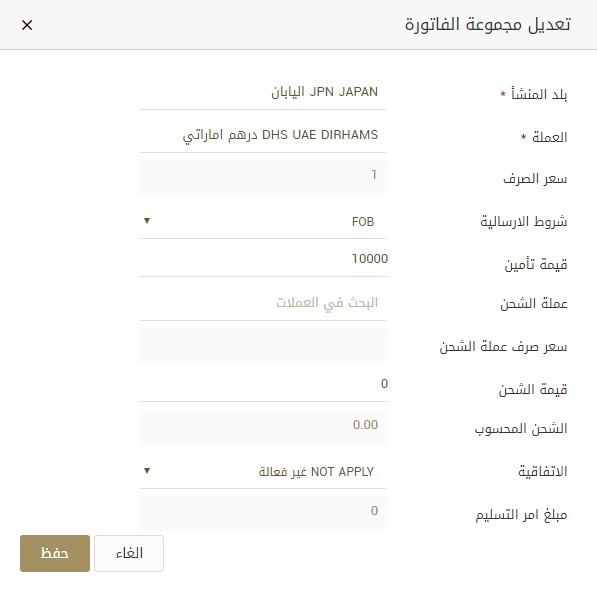 تعديل مجموعة الفاتورة ×
بلد المنشأ * JPN JAPAN اليابان
العملة * DHS UAE DIRHAMS درهم اماراتي
سعر الصرف 1
شروط الارسالية FOB ▼
قيمة تأمين 10000
عملة الشحن البحث في العملات
سعر صرف عملة الشحن
قيمة الشحن 0
الشحن المحسوب 0.00
الاتفاقية NOT APPLY غير فعالة ▼
مبلغ امر التسليم 0
الغاء حفظ